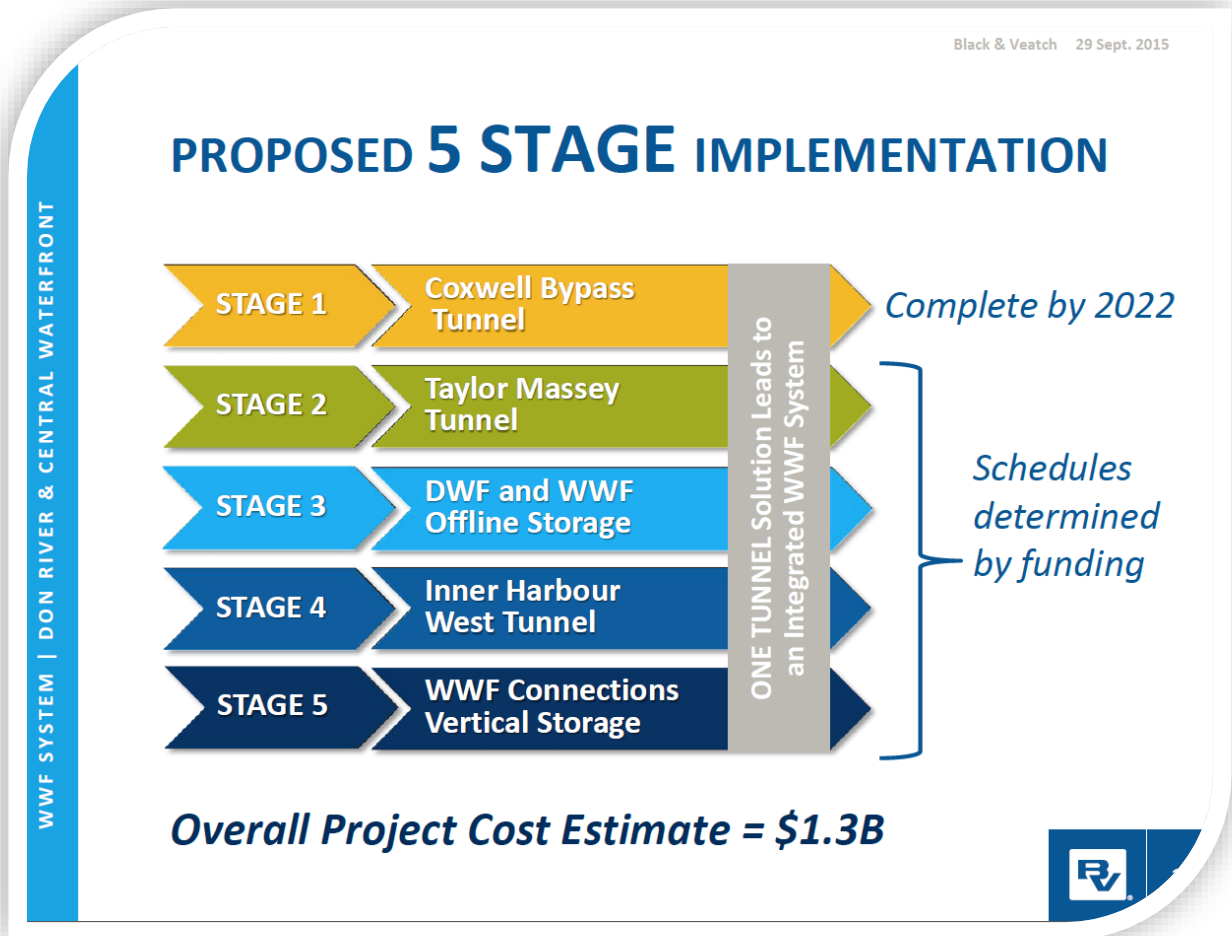 Black & Veatch 29 Sept. 2015
PROPOSED 5 STAGE IMPLEMENTATION
WWF SYSTEM | DON RIVER & CENTRAL WATERFRONT
STAGE 1
Coxwell Bypass
Tunnel
Complete by 2022
STAGE 2
Taylor Massey
Tunnel
STAGE 3
DWF and WWF
Offline Storage
STAGE 4
Inner Harbour
West Tunnel
STAGE 5
WWF Connections
Vertical Storage
ONE TUNNEL Solution Leads to
an Integrated WWF System
Schedules
determined
by funding
Overall Project Cost Estimate = $1.3B
BV